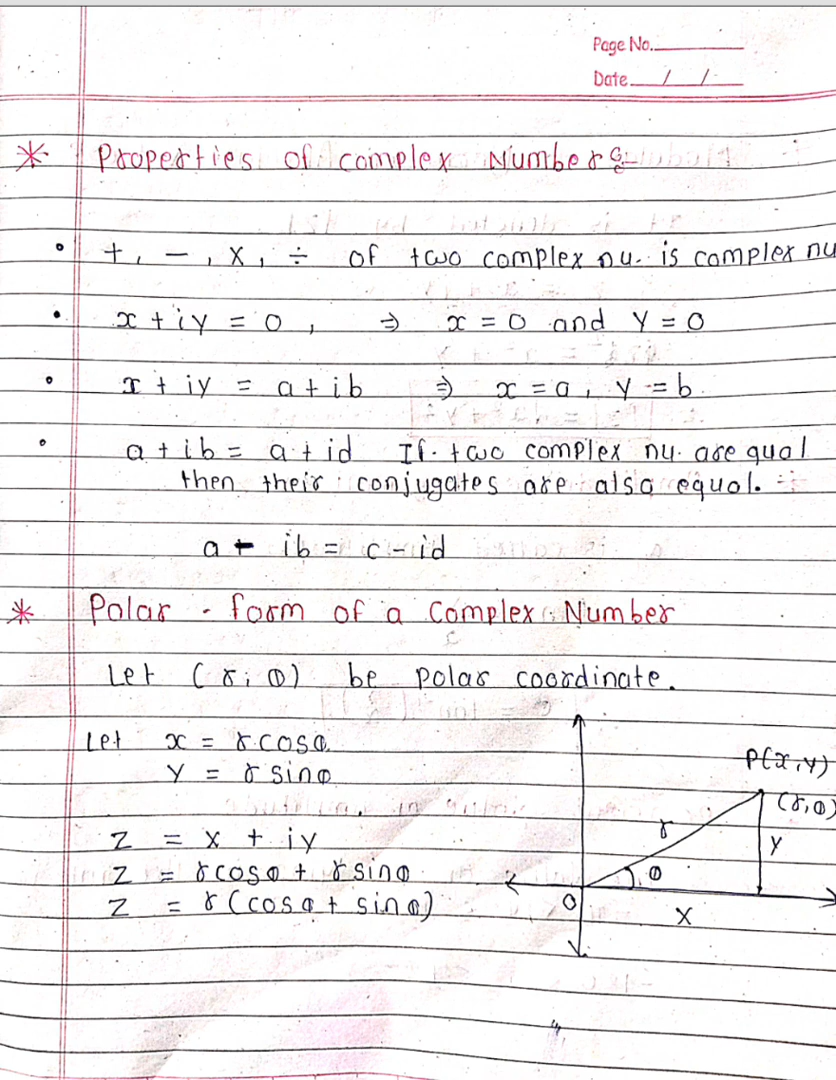 Page No.
Date / /
* Properties of complex Numbers:-
• +, -, x, ÷ of two complex nu. is complex nu
• x + iy = 0, ⇒ x = 0 and y = 0
• x + iy = a + ib ⇒ x = a, y = b.
• a + ib = a + id If two complex nu. are qual
then their conjugates are also equal.
a - ib = c - id
* Polar - form of a Complex Number
Let (r, θ) be polar coordinate.
Let x = r cosθ
y = r sinθ
P(x, y)
(r, θ)
z = x + iy
r
y
z = rcosθ + r sinθ
θ
z = r (cosθ + sinθ)
O
x